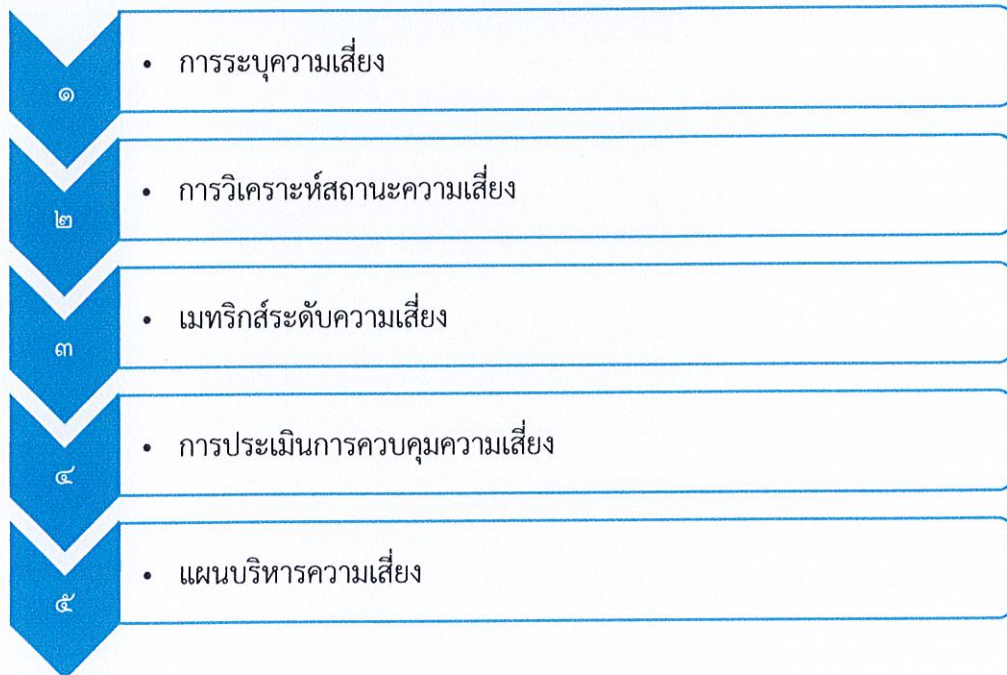 ๑
• การระบุความเสี่ยง
๒
• การวิเคราะห์สถานะความเสี่ยง
๓
• เมทริกส์ระดับความเสี่ยง
๔
• การประเมินการควบคุมความเสี่ยง
๕
• แผนบริหารความเสี่ยง